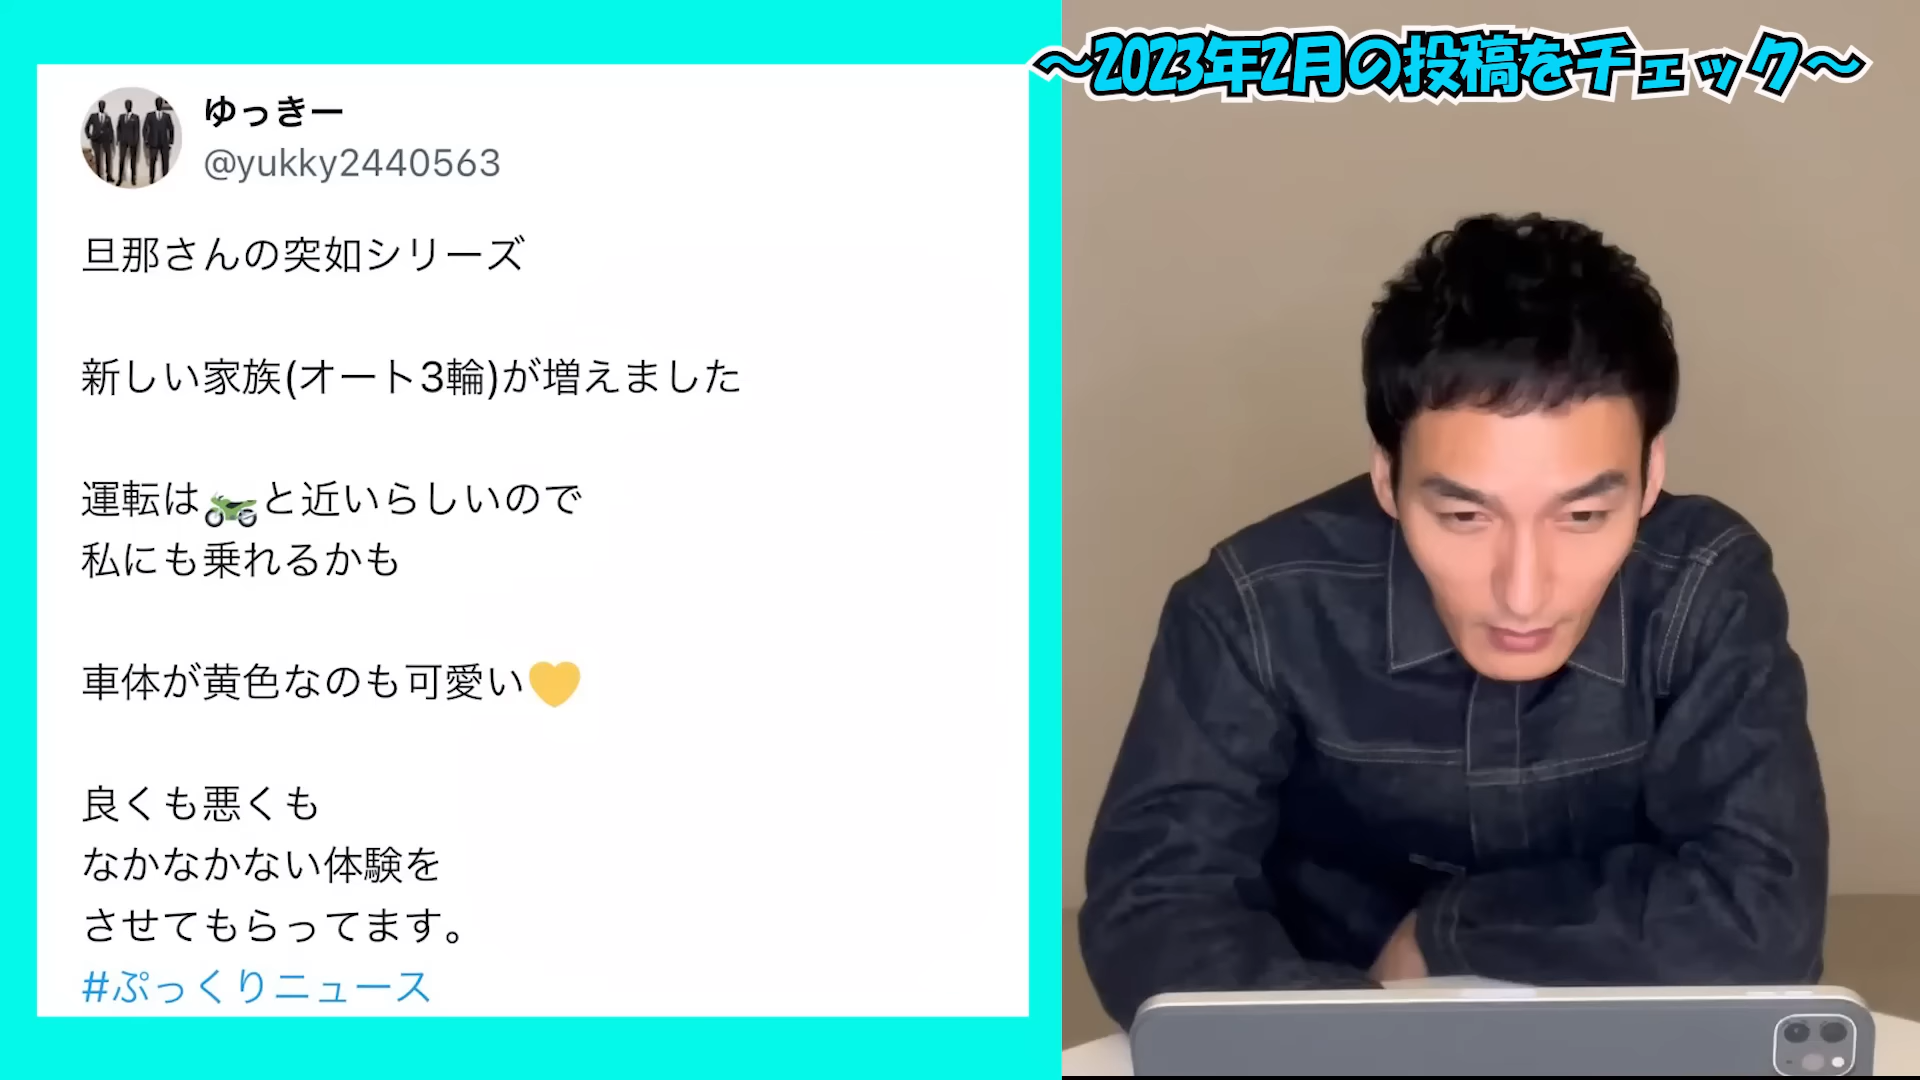 ~2023年2月の投稿をチェック~
ゆっきー
@yukky2440563
旦那さんの突如シリーズ
新しい家族(オート3輪)が増えました
運転は🏍と近いらしいので
私にも乗れるかも
車体が黄色なのも可愛い💛
良くも悪くも
なかなかない体験を
させてもらってます。
#ぷっくりニュース